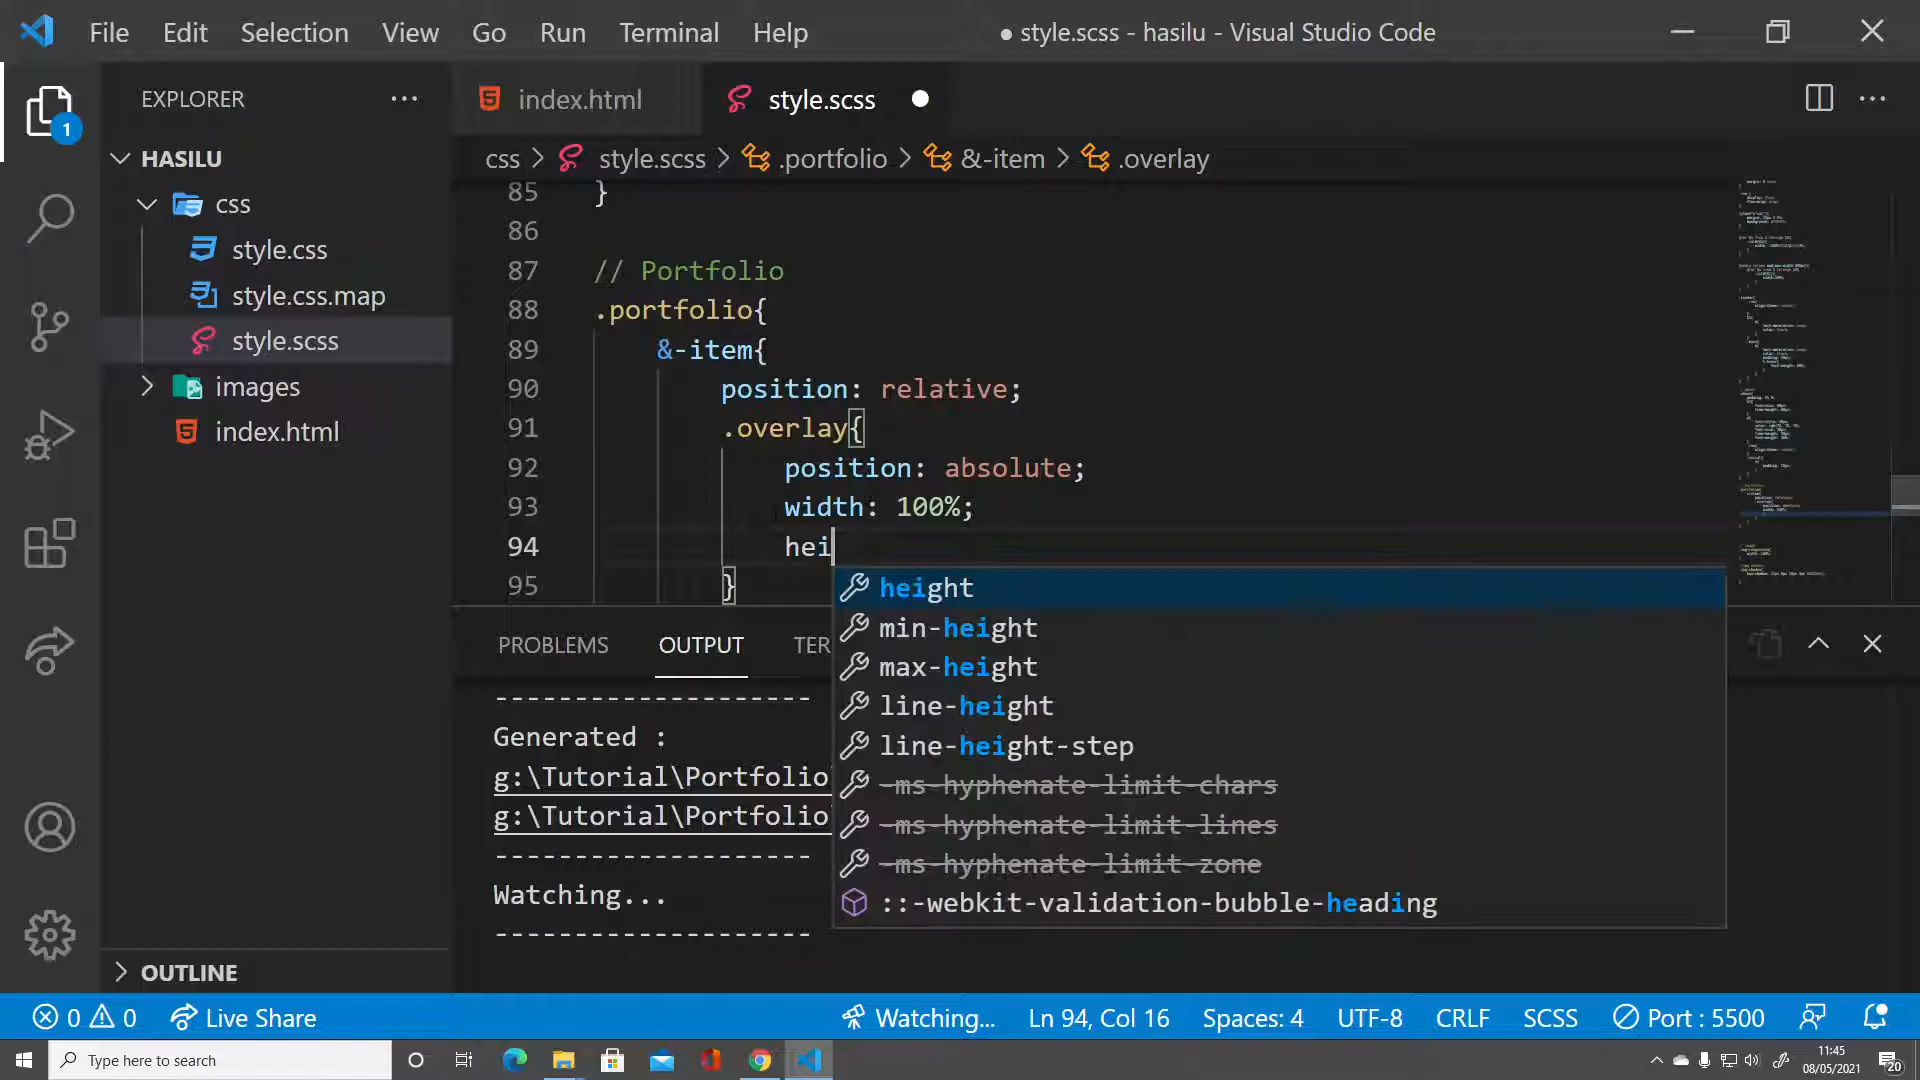 File Edit Selection View Go Run Terminal Help
● style.scss - hasilu - Visual Studio Code
EXPLORER
1
HASILU
css
style.css
style.css.map
style.scss
images
index.html
OUTLINE
index.html
style.scss
css > style.scss > .portfolio > &-item > .overlay
85 }
86
87 // Portfolio
88 .portfolio{
89 &-item{
90 position: relative;
91 .overlay{
92 position: absolute;
93 width: 100%;
94 hei
95 }
height
min-height
max-height
line-height
line-height-step
-ms-hyphenate-limit-chars
-ms-hyphenate-limit-lines
-ms-hyphenate-limit-zone
::-webkit-validation-bubble-heading
PROBLEMS OUTPUT TER
--------------------
Generated :
g:\Tutorial\Portfolio
g:\Tutorial\Portfolio
--------------------
Watching...
--------------------
0 0 Live Share Watching... Ln 94, Col 16 Spaces: 4 UTF-8 CRLF SCSS Port : 5500
Type here to search
11:45
08/05/2021
20